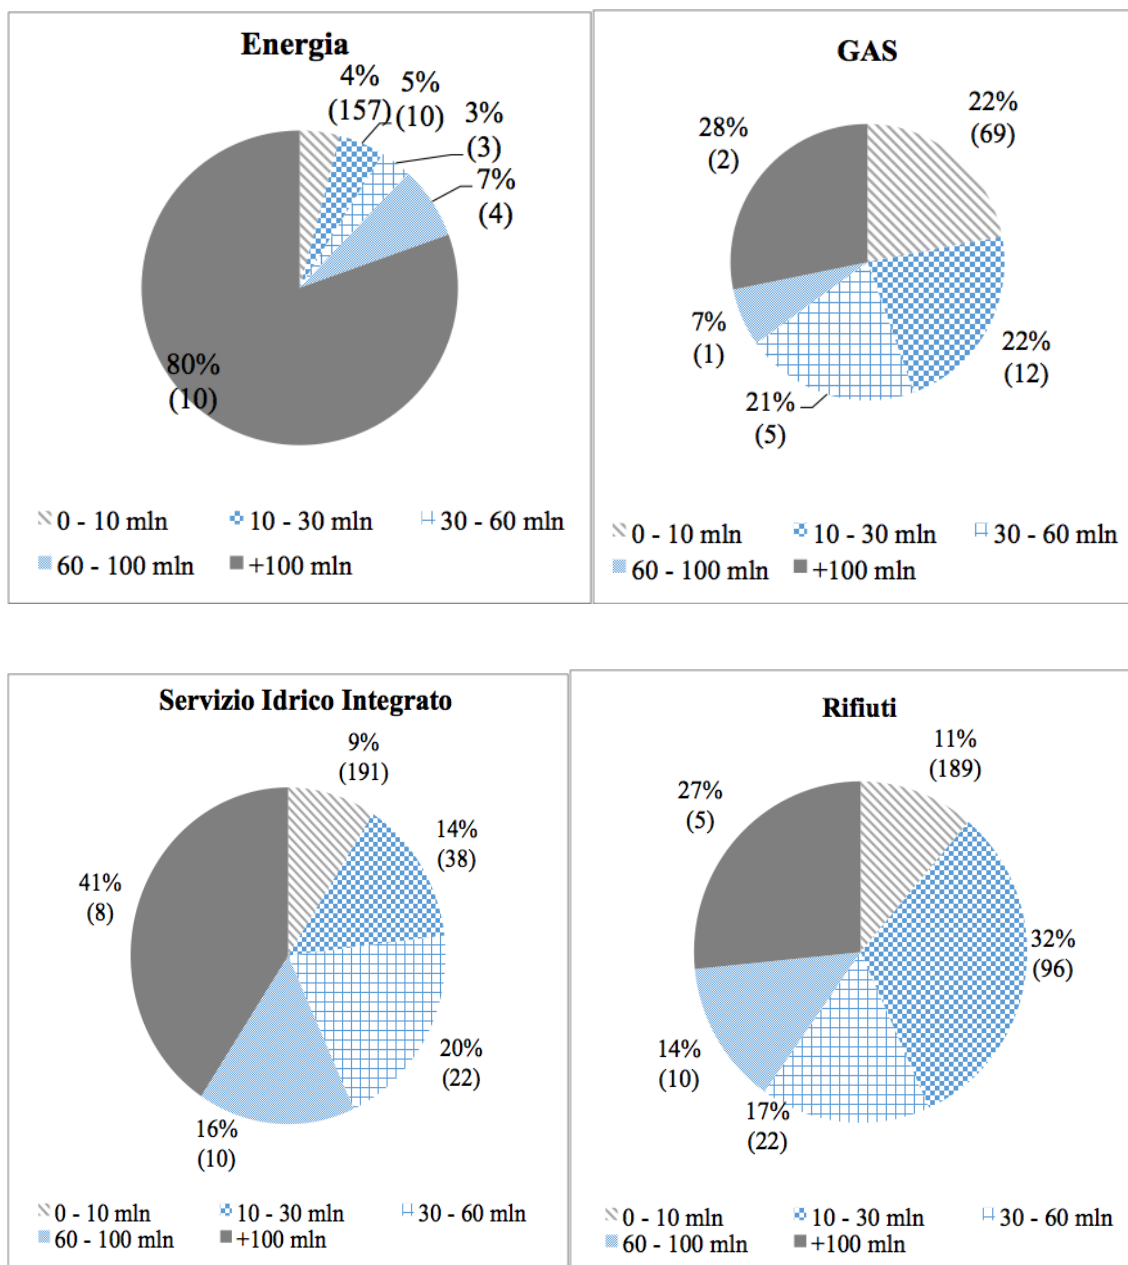 Energia
4%
(157)
5%
(10)
3%
(3)
7%
(4)
80%
(10)
0 - 10 mln
10 - 30 mln
30 - 60 mln
60 - 100 mln
+100 mln
GAS
22%
(69)
28%
(2)
22%
(12)
7%
(1)
21%
(5)
0 - 10 mln
10 - 30 mln
30 - 60 mln
60 - 100 mln
+100 mln
Servizio Idrico Integrato
9%
(191)
14%
(38)
41%
(8)
20%
(22)
16%
(10)
0 - 10 mln
10 - 30 mln
30 - 60 mln
60 - 100 mln
+100 mln
Rifiuti
11%
(189)
27%
(5)
32%
(96)
14%
(10)
17%
(22)
0 - 10 mln
10 - 30 mln
30 - 60 mln
60 - 100 mln
+100 mln